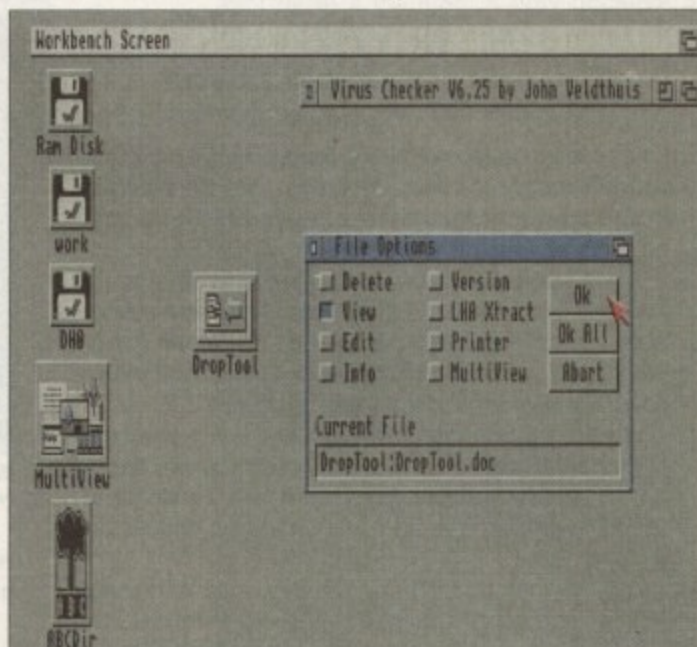 Workbench Screen
Virus Checker V6.25 by John Veldthuis
Ram Disk
work
DH0
MultiView
ABCDir
DropTool
File Options
Delete
View
Edit
Info
Version
LHA Xtract
Printer
MultiView
Ok
Ok All
Abort
Current File
DropTool:DropTool.doc